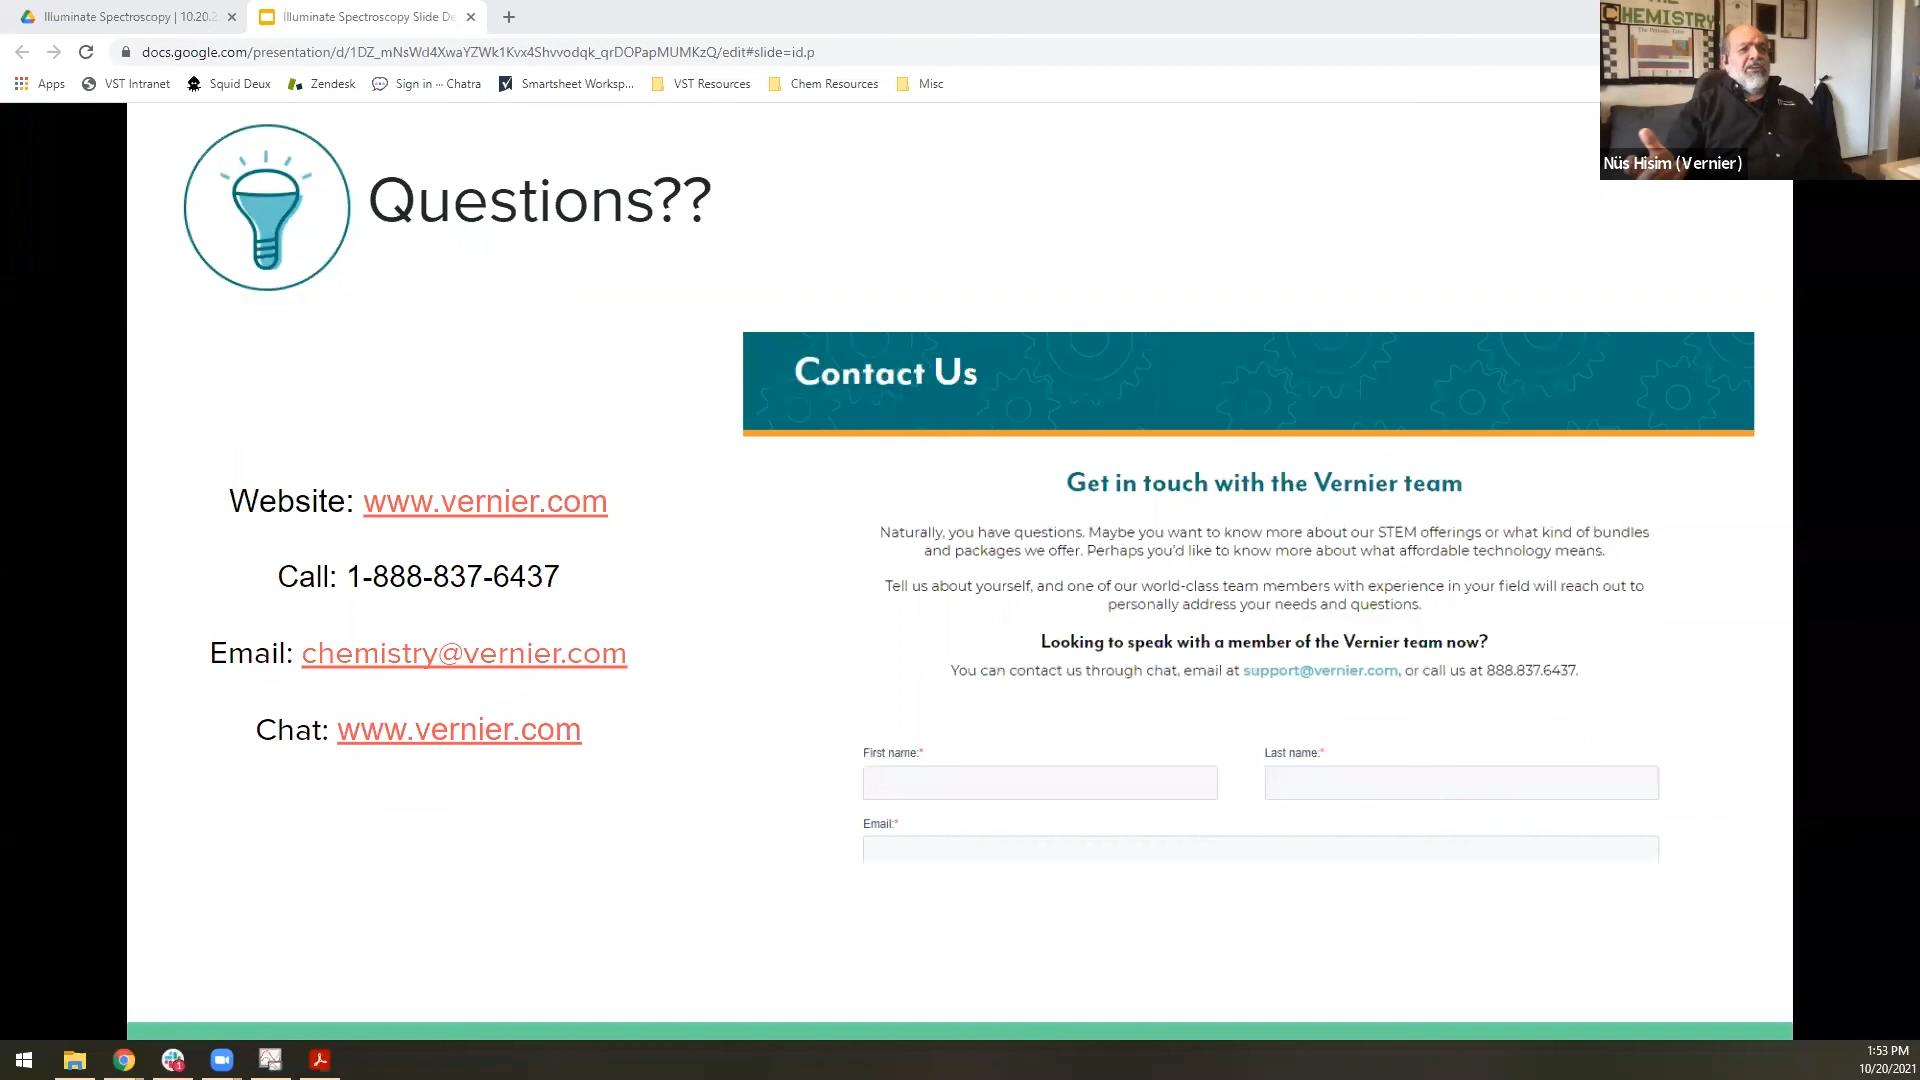 Illuminate Spectroscopy | 10.20.2
Illuminate Spectroscopy Slide De
docs.google.com/presentation/d/1DZ_mNsWd4XwaYZWk1Kvx4Shvvodqk_qrDOPapMUMKzQ/edit#slide=id.p
Apps
VST Intranet
Squid Deux
Zendesk
Sign in -- Chatra
Smartsheet Worksp...
VST Resources
Chem Resources
Misc
CHEMISTRY
Nüs Hisim (Vernier)
Questions??
Website: www.vernier.com
Call: 1-888-837-6437
Email: chemistry@vernier.com
Chat: www.vernier.com
Contact Us
Get in touch with the Vernier team
Naturally, you have questions. Maybe you want to know more about our STEM offerings or what kind of bundles
and packages we offer. Perhaps you'd like to know more about what affordable technology means.
Tell us about yourself, and one of our world-class team members with experience in your field will reach out to
personally address your needs and questions.
Looking to speak with a member of the Vernier team now?
You can contact us through chat, email at support@vernier.com, or call us at 888.837.6437.
First name:*
Last name:*
Email:*
1
1:53 PM
10/20/2021